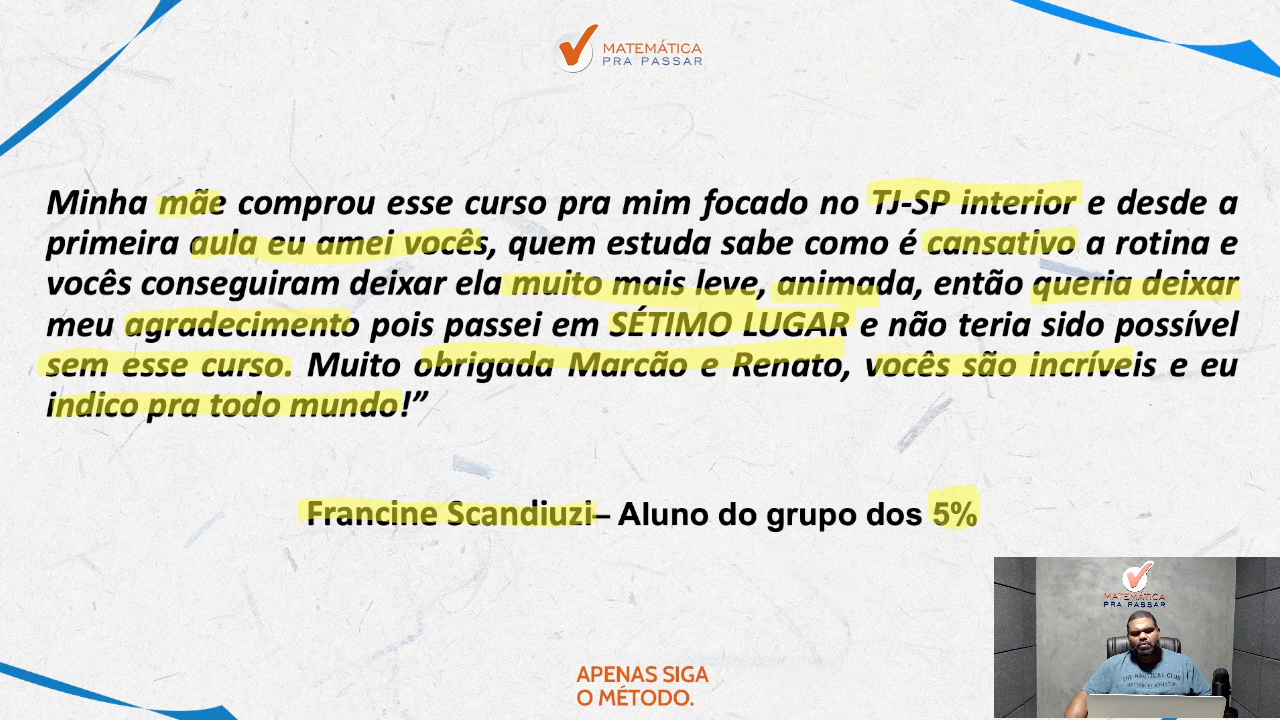 MATEMÁTICA
PRA PASSAR
Minha mãe comprou esse curso pra mim focado no TJ-SP interior e desde a
primeira aula eu amei vocês, quem estuda sabe como é cansativo a rotina e
vocês conseguiram deixar ela muito mais leve, animada, então queria deixar
meu agradecimento pois passei em SÉTIMO LUGAR e não teria sido possível
sem esse curso. Muito obrigada Marcão e Renato, vocês são incríveis e eu
indico pra todo mundo!”
Francine Scandiuzi– Aluno do grupo dos 5%
MATEMÁTICA
PRA PASSAR
THE NAUTICAL CLUB
APENAS SIGA
O MÉTODO.